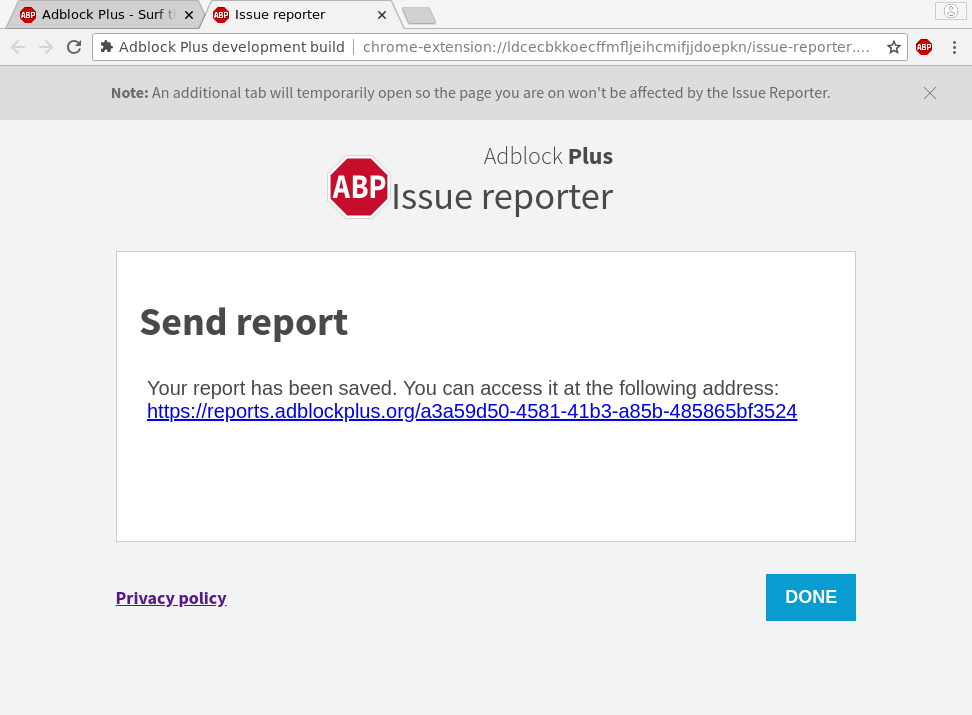 Adblock Plus - Surf t
Issue reporter
Adblock Plus development build
chrome-extension://ldcecbkkoecffmfljeihcmifjjdoepkn/issue-reporter....
ABP
Note: An additional tab will temporarily open so the page you are on won't be affected by the Issue Reporter.
Adblock Plus
ABP
Issue reporter
Send report
Your report has been saved. You can access it at the following address:
https://reports.adblockplus.org/a3a59d50-4581-41b3-a85b-485865bf3524
Privacy policy
DONE